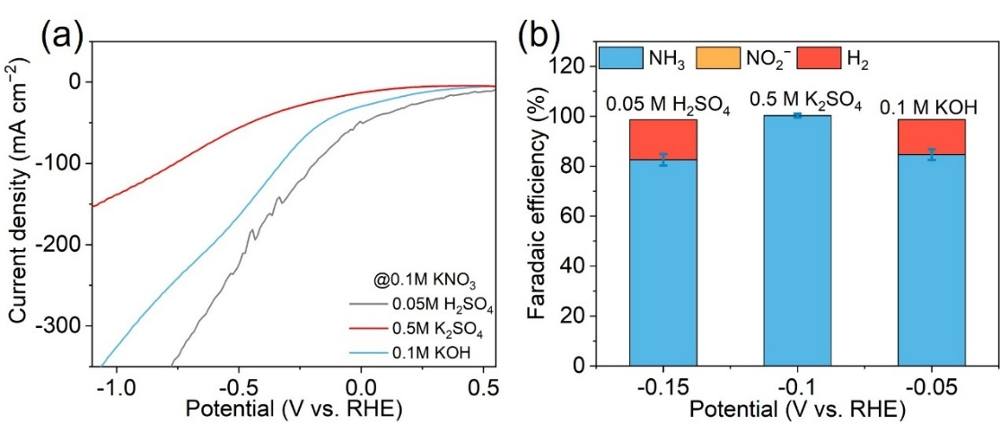 (a)
0
-100
-200
-300
Current density (mA cm⁻²)
@0.1M KNO₃
0.05M H₂SO₄
0.5M K₂SO₄
0.1M KOH
-1.0 -0.5 0.0 0.5
Potential (V vs. RHE)
(b)
NH₃ NO₂⁻ H₂
0.05 M H₂SO₄ 0.5 M K₂SO₄ 0.1 M KOH
120
100
80
60
40
20
0
Faradaic efficiency (%)
-0.15 -0.1 -0.05
Potential (V vs. RHE)